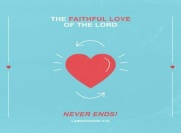 THE FAITHFUL LOVE
OF THE LORD
NEVER ENDS!